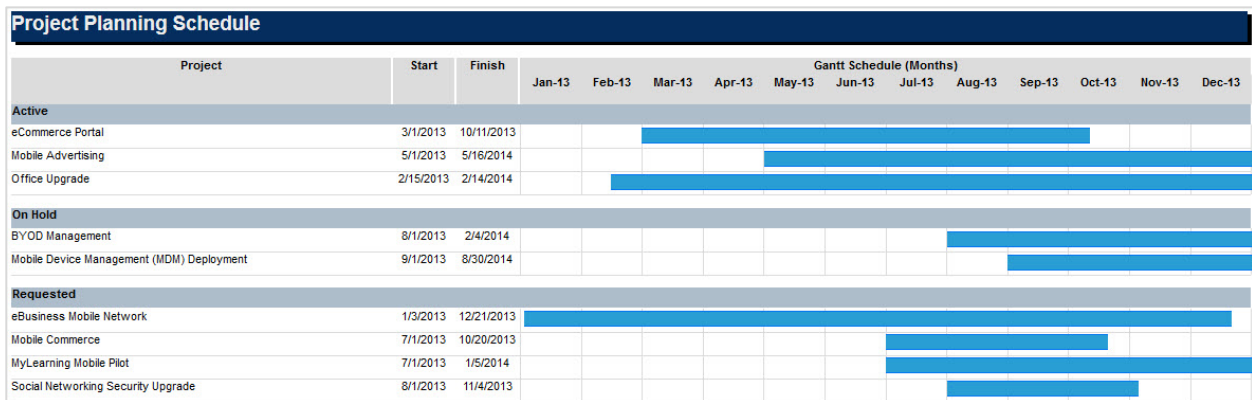 Project Planning Schedule
Project Start Finish Gantt Schedule (Months)
Jan-13 Feb-13 Mar-13 Apr-13 May-13 Jun-13 Jul-13 Aug-13 Sep-13 Oct-13 Nov-13 Dec-13
Active
eCommerce Portal 3/1/2013 10/11/2013
Mobile Advertising 5/1/2013 5/16/2014
Office Upgrade 2/15/2013 2/14/2014
On Hold
BYOD Management 8/1/2013 2/4/2014
Mobile Device Management (MDM) Deployment 9/1/2013 8/30/2014
Requested
eBusiness Mobile Network 1/3/2013 12/21/2013
Mobile Commerce 7/1/2013 10/20/2013
MyLearning Mobile Pilot 7/1/2013 1/5/2014
Social Networking Security Upgrade 8/1/2013 11/4/2013